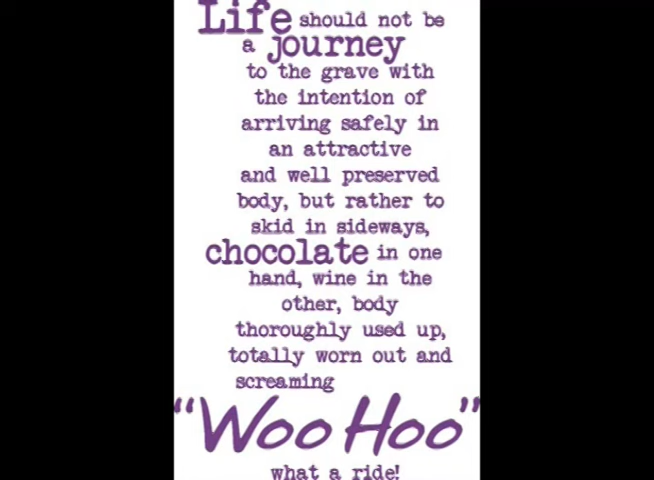 Life should not be
a journey
to the grave with
the intention of
arriving safely in
an attractive
and well preserved
body, but rather to
skid in sideways,
chocolate in one
hand, wine in the
other, body
thoroughly used up,
totally worn out and
screaming
“Woo Hoo”
what a ride!